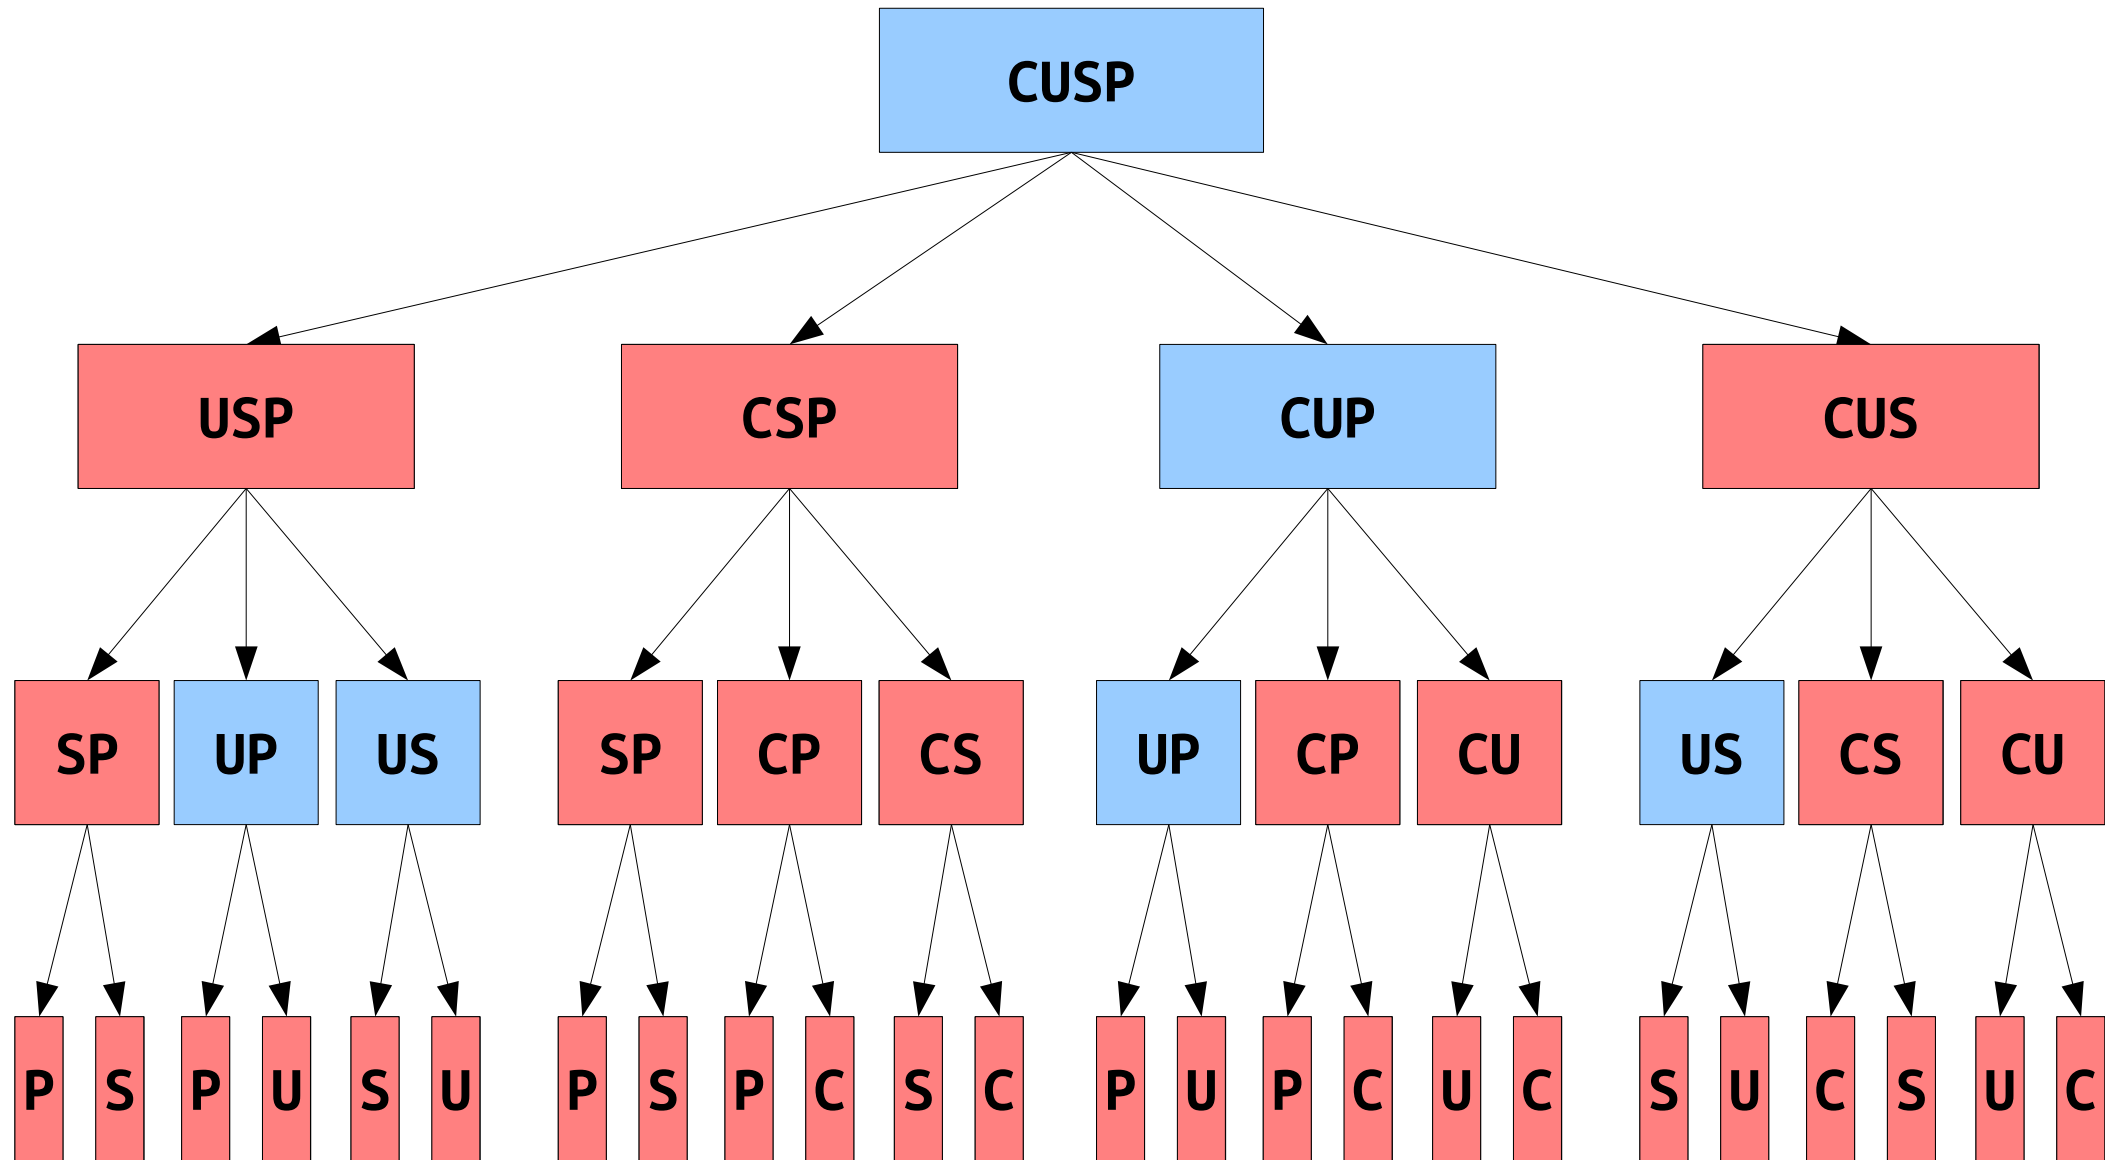 CUSP
USP CSP CUP CUS
SP UP US SP CP CS UP CP CU US CS CU
P S P U S U P S P C S C P U P C U C S U C S U C